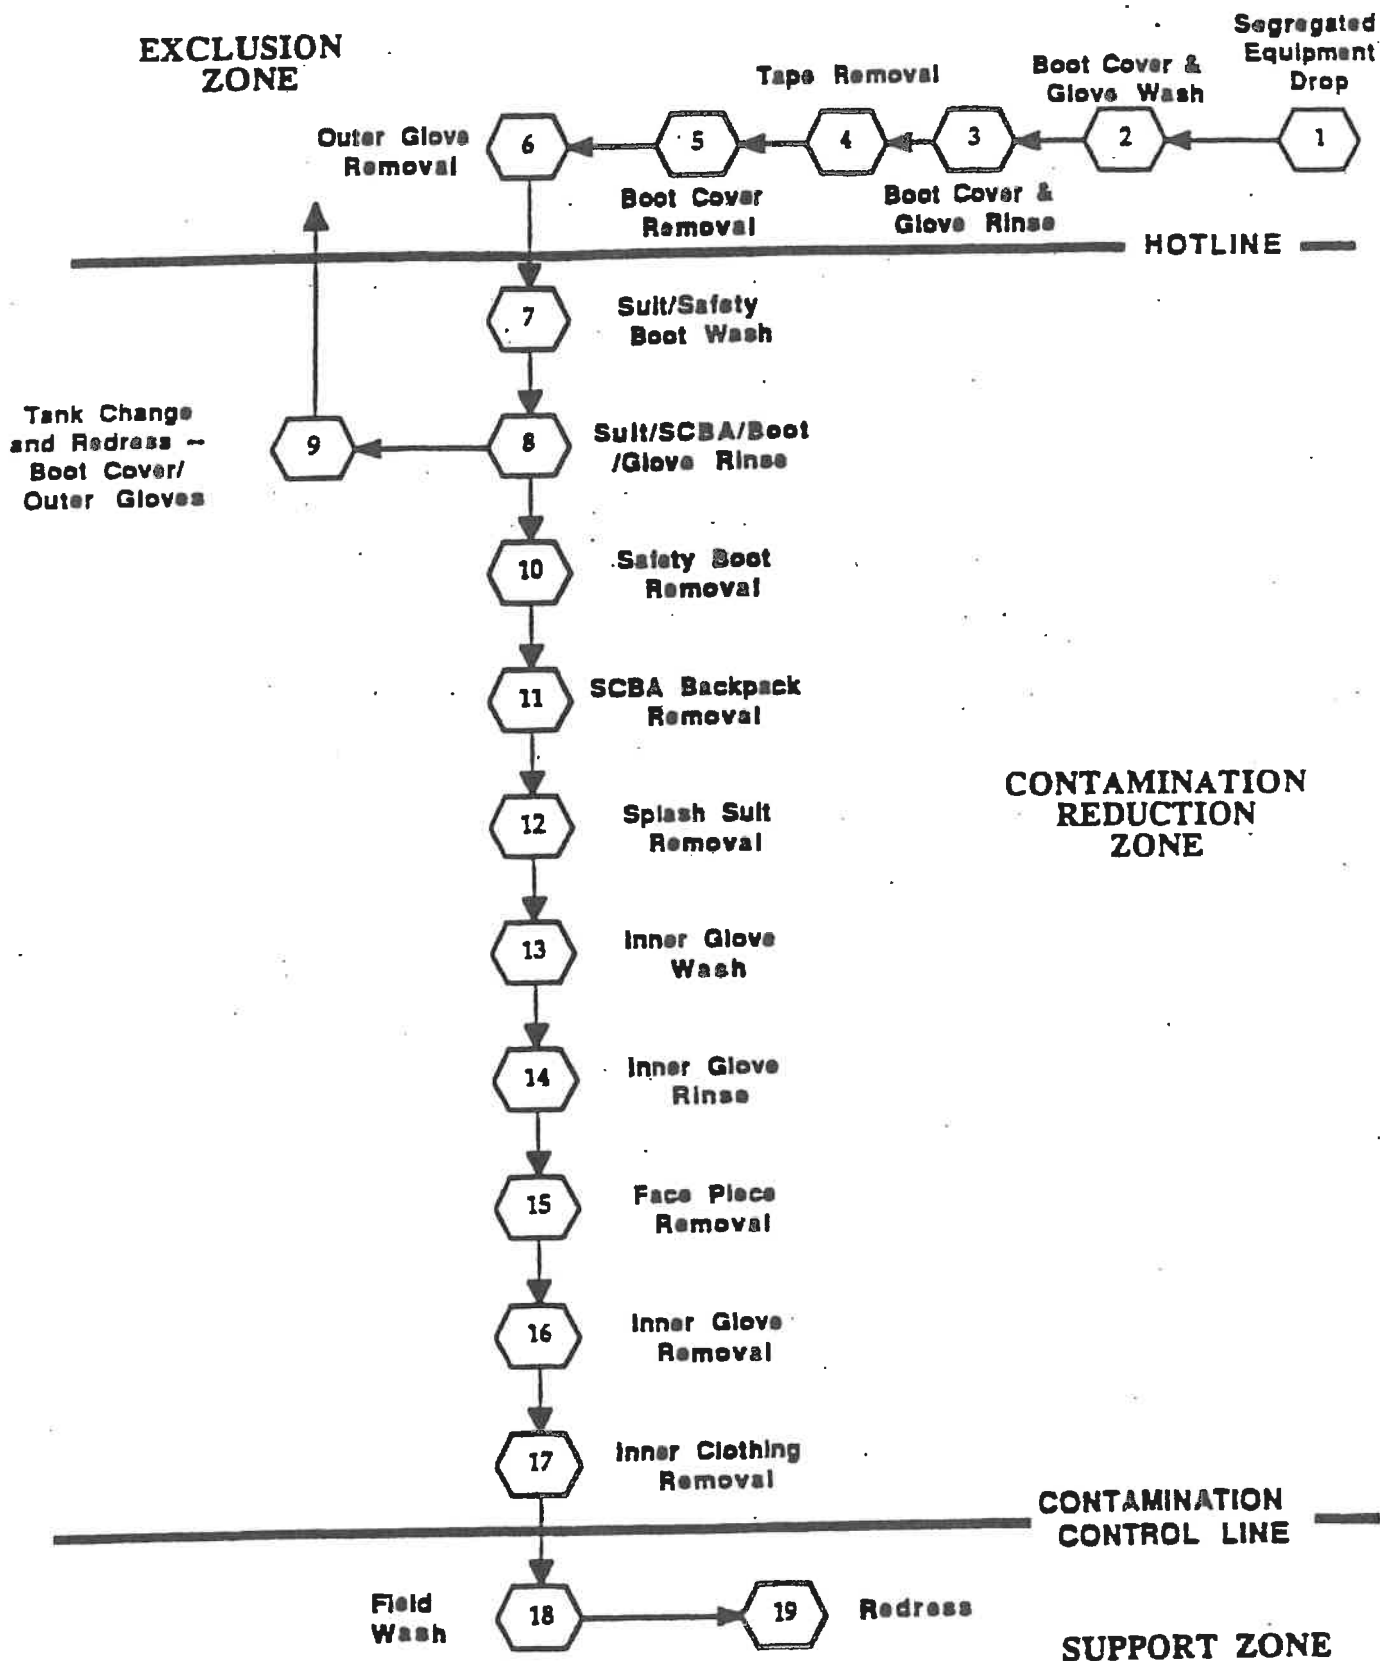 EXCLUSION
ZONE
Segregated
Equipment
Drop
Boot Cover &
Glove Wash
Tape Removal
Outer Glove
Removal
6
5
4
3
2
1
Boot Cover
Removal
Boot Cover &
Glove Rinse
HOTLINE
7
Suit/Safety
Boot Wash
Tank Change
and Redress –
Boot Cover/
Outer Gloves
9
8
Suit/SCBA/Boot
/Glove Rinse
10
Safety Boot
Removal
11
SCBA Backpack
Removal
CONTAMINATION
REDUCTION
ZONE
12
Splash Suit
Removal
13
Inner Glove
Wash
14
Inner Glove
Rinse
15
Face Piece
Removal
16
Inner Glove
Removal
17
Inner Clothing
Removal
CONTAMINATION
CONTROL LINE
Field
Wash
18
19
Redress
SUPPORT ZONE